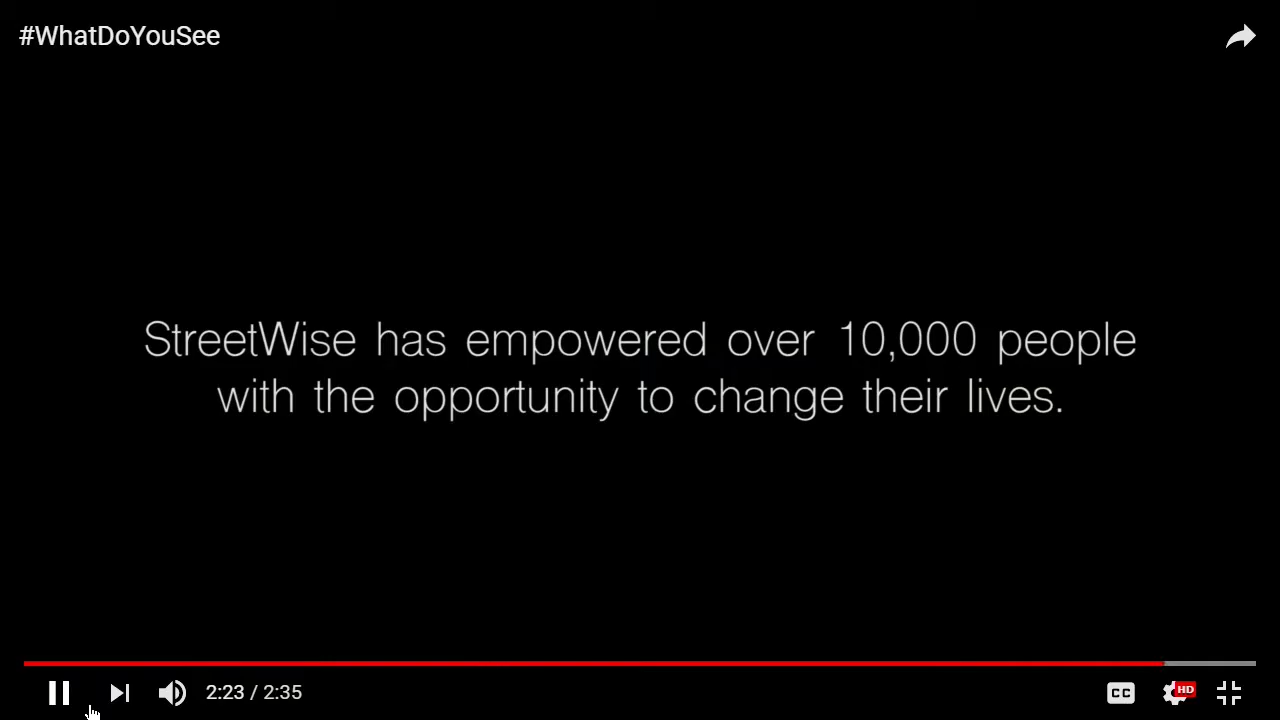 #WhatDoYouSee
StreetWise has empowered over 10,000 people
with the opportunity to change their lives.
2:23 / 2:35
CC
HD